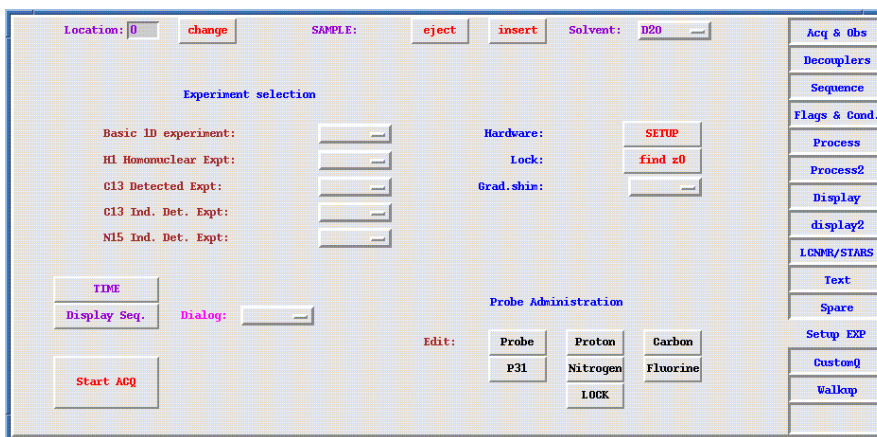 Location: 0 change SAMPLE: eject insert Solvent: D2O
Experiment selection
Basic 1D experiment:
H1 Homonuclear Expt:
C13 Detected Expt:
C13 Ind. Det. Expt:
N15 Ind. Det. Expt:
Hardware: SETUP
Lock: find z0
Grad.shim:
TIME
Display Seq. Dialog:
Start ACQ
Probe Administration
Edit: Probe Proton Carbon
P31 Nitrogen Fluorine
LOCK
Acq & Obs
Decouplers
Sequence
Flags & Cond.
Process
Process2
Display
display2
LCNMR/STARS
Text
Spare
Setup EXP
CustomQ
Walkup